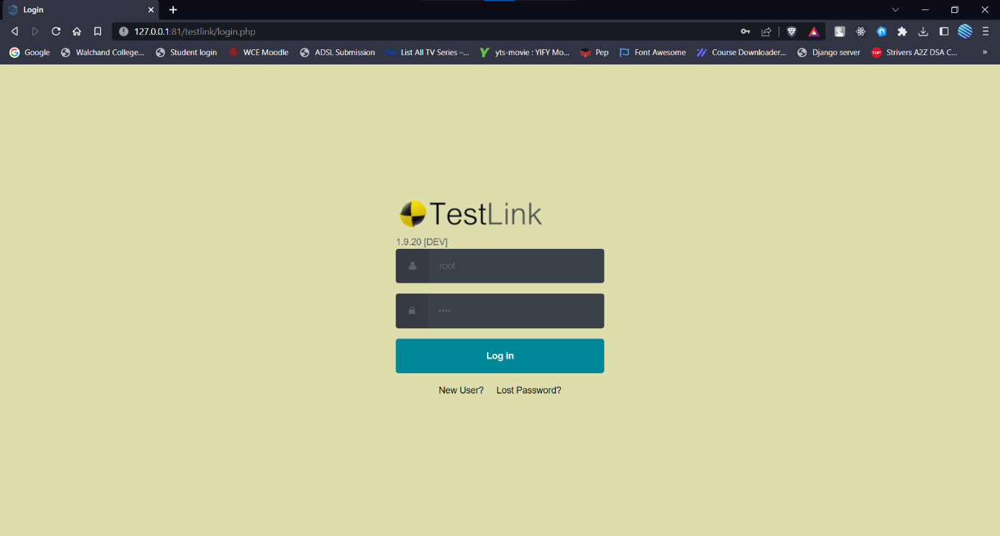 Login
127.0.0.1:81/testlink/login.php
Google Walchand College... Student login WCE Moodle ADSL Submission List All TV Series –... yts-movie : YIFY Mo... Pep Font Awesome Course Downloader... Django server Strivers A2Z DSA C... »
TestLink
1.9.20 [DEV]
root
••••
Log in
New User? Lost Password?